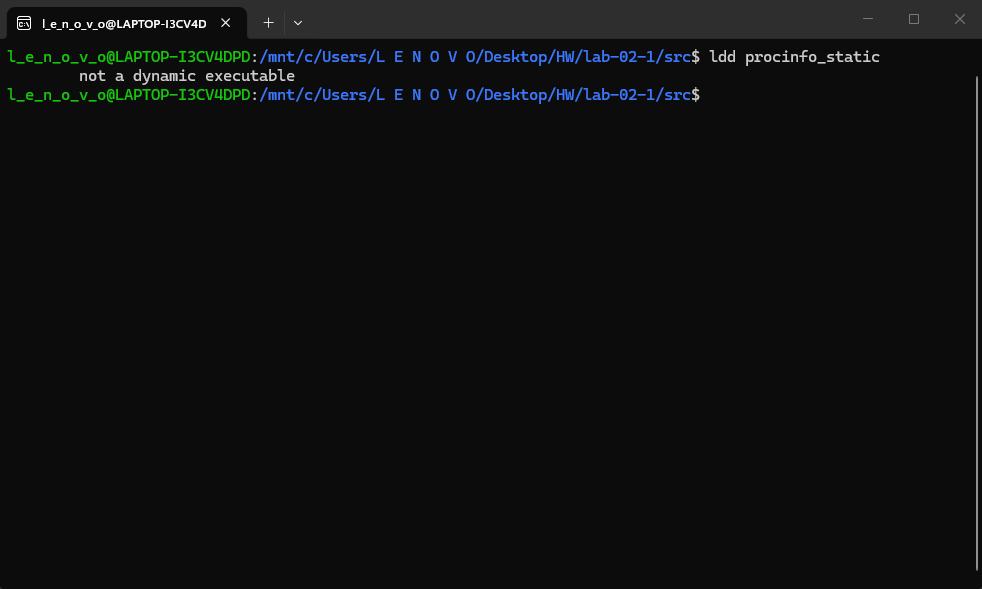 l_e_n_o_v_o@LAPTOP-I3CV4D
l_e_n_o_v_o@LAPTOP-I3CV4DPD:/mnt/c/Users/L E N O V O/Desktop/HW/lab-02-1/src$ ldd procinfo_static
        not a dynamic executable
l_e_n_o_v_o@LAPTOP-I3CV4DPD:/mnt/c/Users/L E N O V O/Desktop/HW/lab-02-1/src$